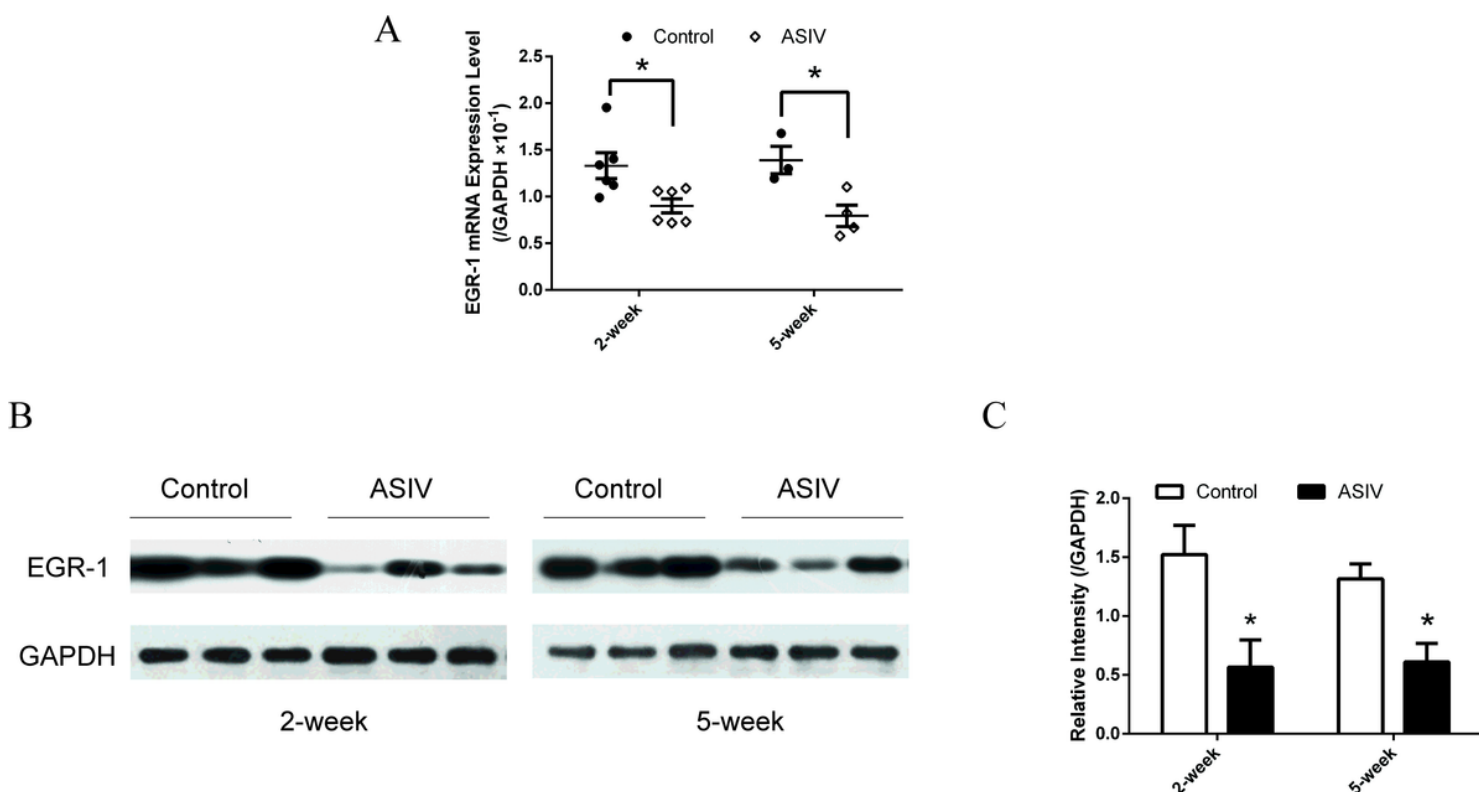 A
Control ASIV
EGR-1 mRNA Expression Level
(/GAPDH ×10⁻¹)
2.5
2.0
1.5
1.0
0.5
0.0
*
*
2-week
5-week
B
Control ASIV Control ASIV
EGR-1
GAPDH
2-week 5-week
C
Control ASIV
Relative Intensity (/GAPDH)
2.0
1.5
1.0
0.5
0.0
*
*
2-week
5-week